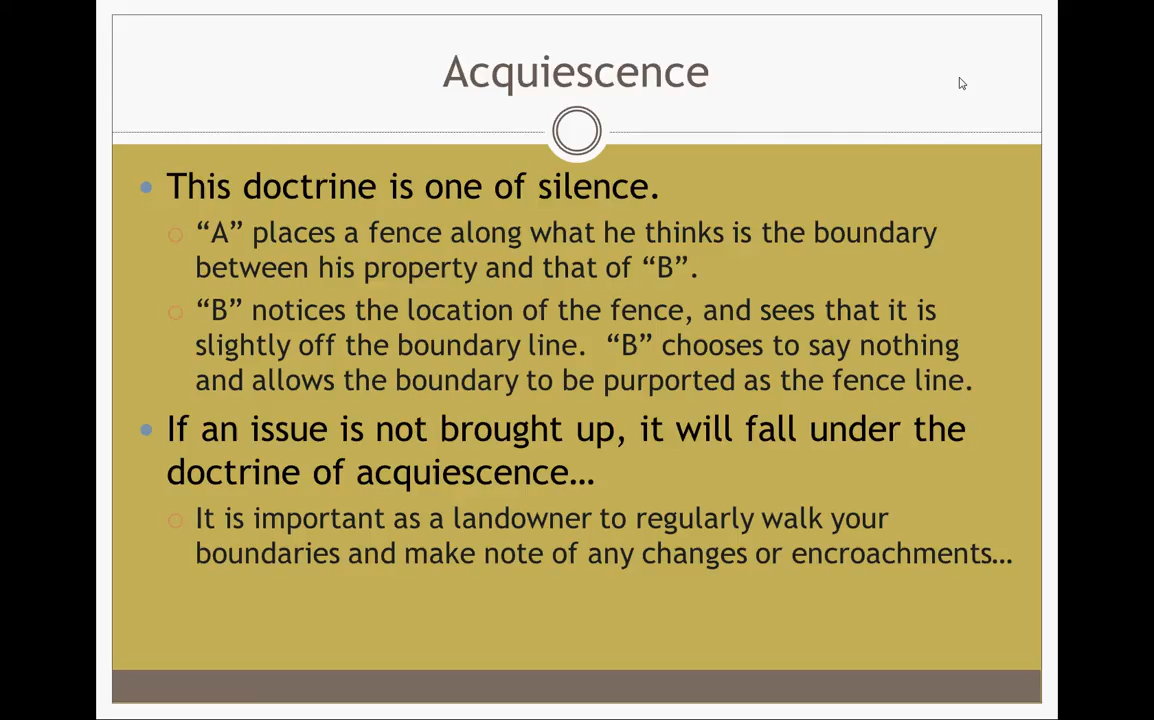 Acquiescence
This doctrine is one of silence.
“A” places a fence along what he thinks is the boundary
between his property and that of “B”.
“B” notices the location of the fence, and sees that it is
slightly off the boundary line.  “B” chooses to say nothing
and allows the boundary to be purported as the fence line.
If an issue is not brought up, it will fall under the
doctrine of acquiescence…
It is important as a landowner to regularly walk your
boundaries and make note of any changes or encroachments…